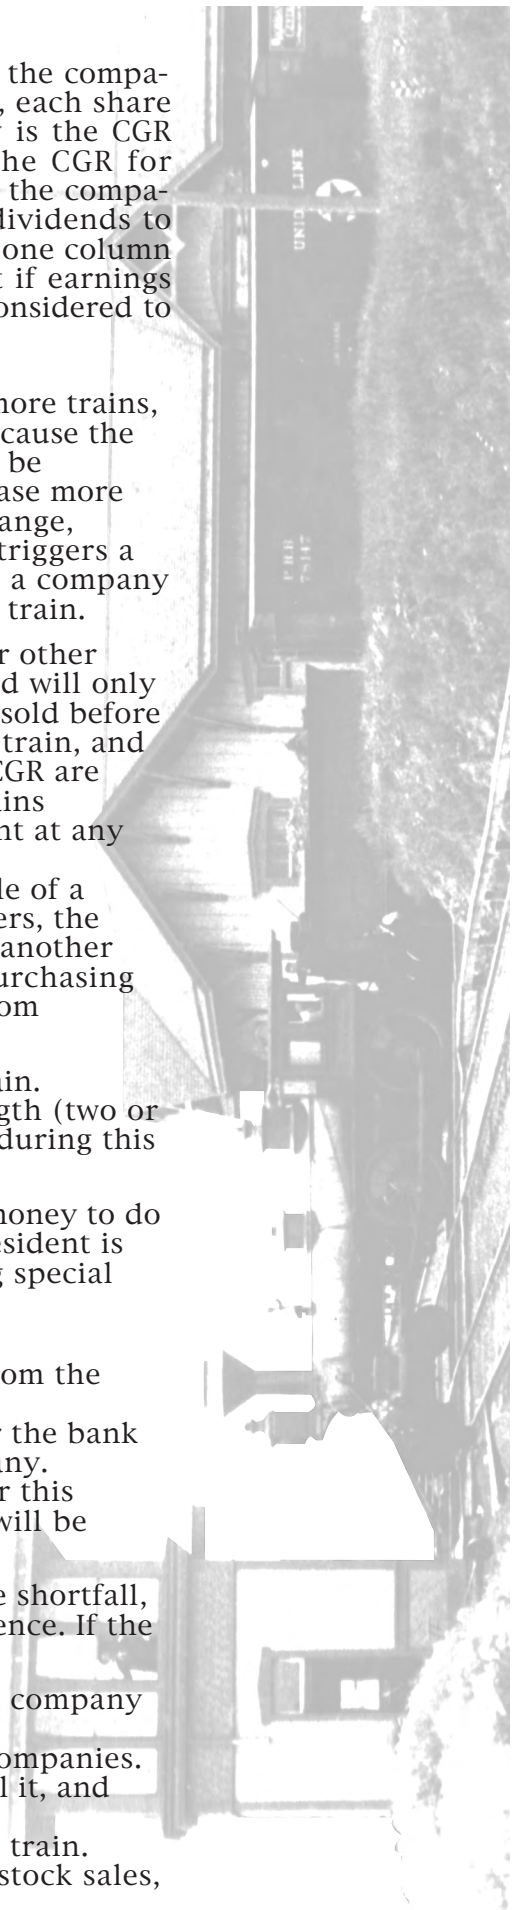 the compa-
, each share
is the CGR
he CGR for
the compa-
dividends to
one column
if earnings
onsidered to
more trains,
cause the
be
ase more
ange,
triggers a
a company
train.
r other
d will only
sold before
train, and
CGR are
ins
nt at any
le of a
ers, the
another
urchasing
om
in.
gth (two or
during this
money to do
esident is
g special
om the
r the bank
any.
r this
will be
e shortfall,
ence. If the
company
ompanies.
l it, and
train.
stock sales,
UNION LINE